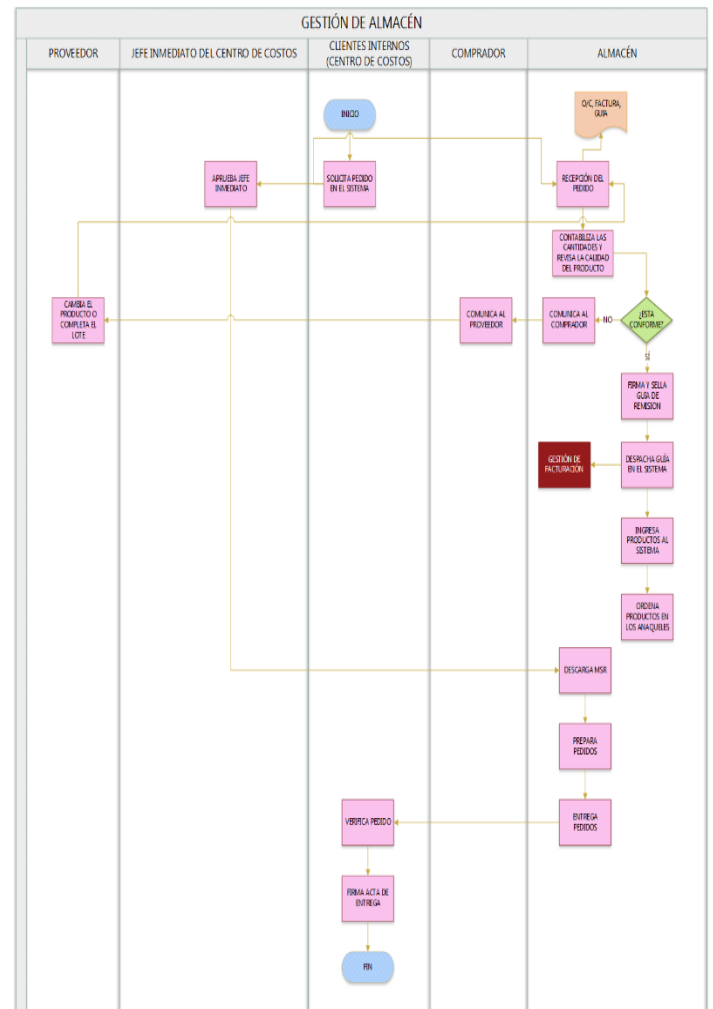 GESTIÓN DE ALMACÉN
PROVEEDOR
JEFE INMEDIATO DEL CENTRO DE COSTOS
CLIENTES INTERNOS
(CENTRO DE COSTOS)
COMPRADOR
ALMACÉN
INICIO
O/C, FACTURA,
GUIA
APRUEBA JEFE
INMEDIATO
SOLICITA PEDIDO
EN EL SISTEMA
RECEPCIÓN DEL
PEDIDO
CONTABILIZA LAS
CANTIDADES Y
REVISA LA CALIDAD
DEL PRODUCTO
CAMBIA EL
PRODUCTO O
COMPLETA EL
LOTE
COMUNICA AL
PROVEEDOR
COMUNICA AL
COMPRADOR
NO
¿ESTA
CONFORME?
SÍ
FIRMA Y SELLA
GUIA DE
REMISION
GESTIÓN DE
FACTURACIÓN
DESPACHA GUÍA
EN EL SISTEMA
INGRESA
PRODUCTOS AL
SISTEMA
ORDENA
PRODUCTOS EN
LOS ANAQUELES
DESCARGA MSR
PREPARA
PEDIDOS
VERIFICA PEDIDO
ENTREGA
PEDIDOS
FIRMA ACTA DE
ENTREGA
FIN